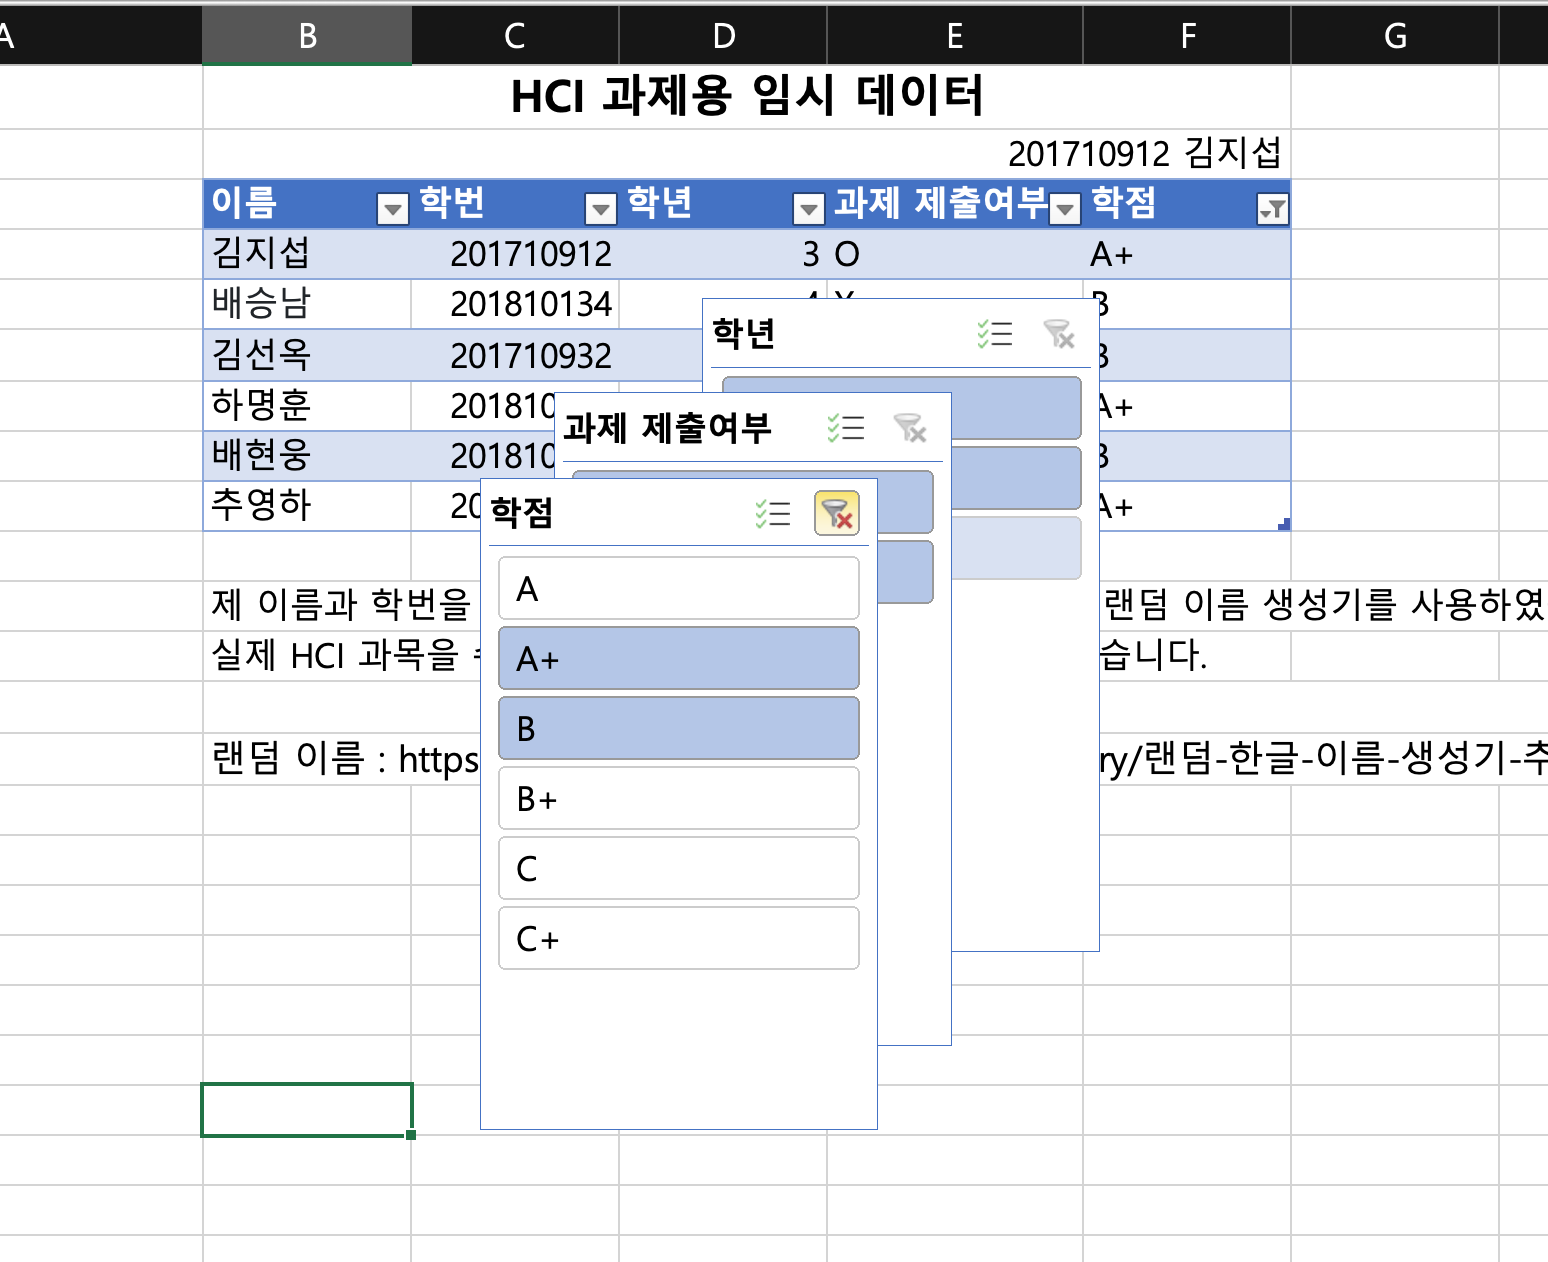 A B C D E F G
HCI 과제용 임시 데이터
201710912 김지섭
이름 학번 학년 과제 제출여부 학점
김지섭 201710912 3 O A+
배승남 201810134 B
김선옥 201710932
하명훈 201810 A+
배현웅 201810
추영하 20 A+
학년
과제 제출여부
학점
A
A+
B
B+
C
C+
제 이름과 학번을 랜덤 이름 생성기를 사용하였
실제 HCI 과목을 습니다.
랜덤 이름 : https ry/랜덤-한글-이름-생성기-추